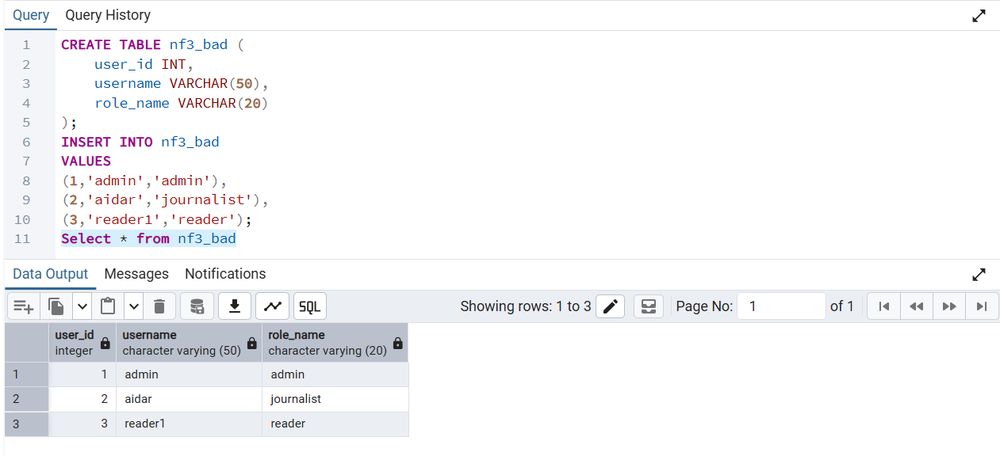 Query Query History
1 CREATE TABLE nf3_bad (
2 user_id INT,
3 username VARCHAR(50),
4 role_name VARCHAR(20)
5 );
6 INSERT INTO nf3_bad
7 VALUES
8 (1,'admin','admin'),
9 (2,'aidar','journalist'),
10 (3,'reader1','reader');
11 Select * from nf3_bad
Data Output Messages Notifications
SQL Showing rows: 1 to 3 Page No: 1 of 1
user_id username role_name
integer character varying (50) character varying (20)
1 1 admin admin
2 2 aidar journalist
3 3 reader1 reader